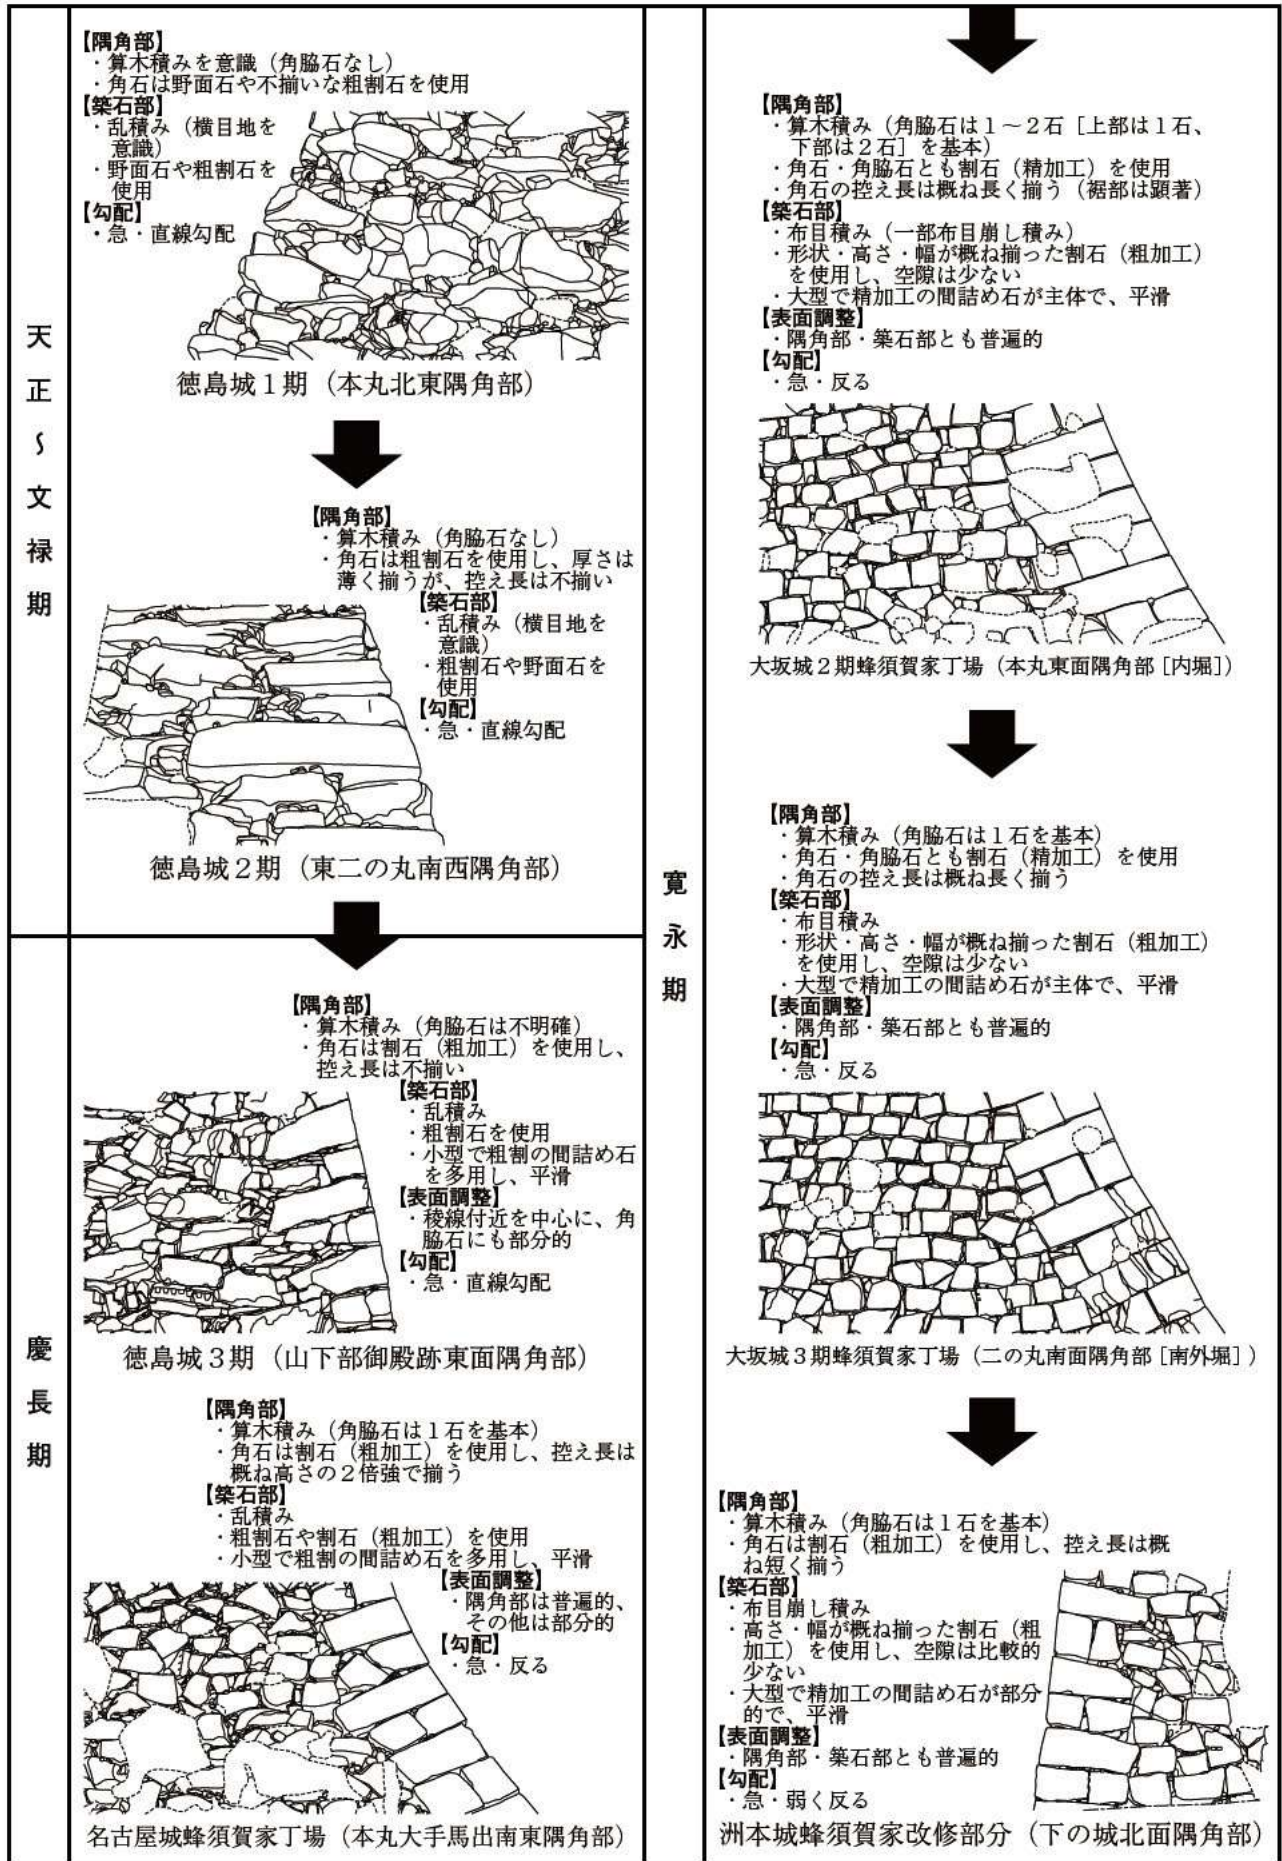 天正～文禄期
【隅角部】
・算木積みを意識（角脇石なし）
・角石は野面石や不揃いな粗割石を使用
【築石部】
・乱積み（横目地を
意識）
・野面石や粗割石を
使用
【勾配】
・急・直線勾配
徳島城１期（本丸北東隅角部）
【隅角部】
・算木積み（角脇石なし）
・角石は粗割石を使用し、厚さは
薄く揃うが、控え長は不揃い
【築石部】
・乱積み（横目地を
意識）
・粗割石や野面石を
使用
【勾配】
・急・直線勾配
徳島城２期（東二の丸南西隅角部）
慶長期
【隅角部】
・算木積み（角脇石は不明確）
・角石は割石（粗加工）を使用し、
控え長は不揃い
【築石部】
・乱積み
・粗割石を使用
・小型で粗割の間詰め石
を多用し、平滑
【表面調整】
・稜線付近を中心に、角
脇石にも部分的
【勾配】
・急・直線勾配
徳島城３期（山下部御殿跡東面隅角部）
【隅角部】
・算木積み（角脇石は１石を基本）
・角石は割石（粗加工）を使用し、控え長は
概ね高さの２倍強で揃う
【築石部】
・乱積み
・粗割石や割石（粗加工）を使用
・小型で粗割の間詰め石を多用し、平滑
【表面調整】
・隅角部は普遍的、
その他は部分的
【勾配】
・急・反る
名古屋城蜂須賀家丁場（本丸大手馬出南東隅角部）
寛永期
【隅角部】
・算木積み（角脇石は１～２石［上部は１石、
下部は２石］を基本）
・角石・角脇石とも割石（精加工）を使用
・角石の控え長は概ね長く揃う（裾部は顕著）
【築石部】
・布目積み（一部布目崩し積み）
・形状・高さ・幅が概ね揃った割石（粗加工）
を使用し、空隙は少ない
・大型で精加工の間詰め石が主体で、平滑
【表面調整】
・隅角部・築石部とも普遍的
【勾配】
・急・反る
大坂城２期蜂須賀家丁場（本丸東面隅角部［内堀］）
【隅角部】
・算木積み（角脇石は１石を基本）
・角石・角脇石とも割石（精加工）を使用
・角石の控え長は概ね長く揃う
【築石部】
・布目積み
・形状・高さ・幅が概ね揃った割石（粗加工）
を使用し、空隙は少ない
・大型で精加工の間詰め石が主体で、平滑
【表面調整】
・隅角部・築石部とも普遍的
【勾配】
・急・反る
大坂城３期蜂須賀家丁場（二の丸南面隅角部［南外堀］）
【隅角部】
・算木積み（角脇石は１石を基本）
・角石は割石（粗加工）を使用し、控え長は概
ね短く揃う
【築石部】
・布目崩し積み
・高さ・幅が概ね揃った割石（粗
加工）を使用し、空隙は比較的
少ない
・大型で精加工の間詰め石が部分
的で、平滑
【表面調整】
・隅角部・築石部とも普遍的
【勾配】
・急・弱く反る
洲本城蜂須賀家改修部分（下の城北面隅角部）